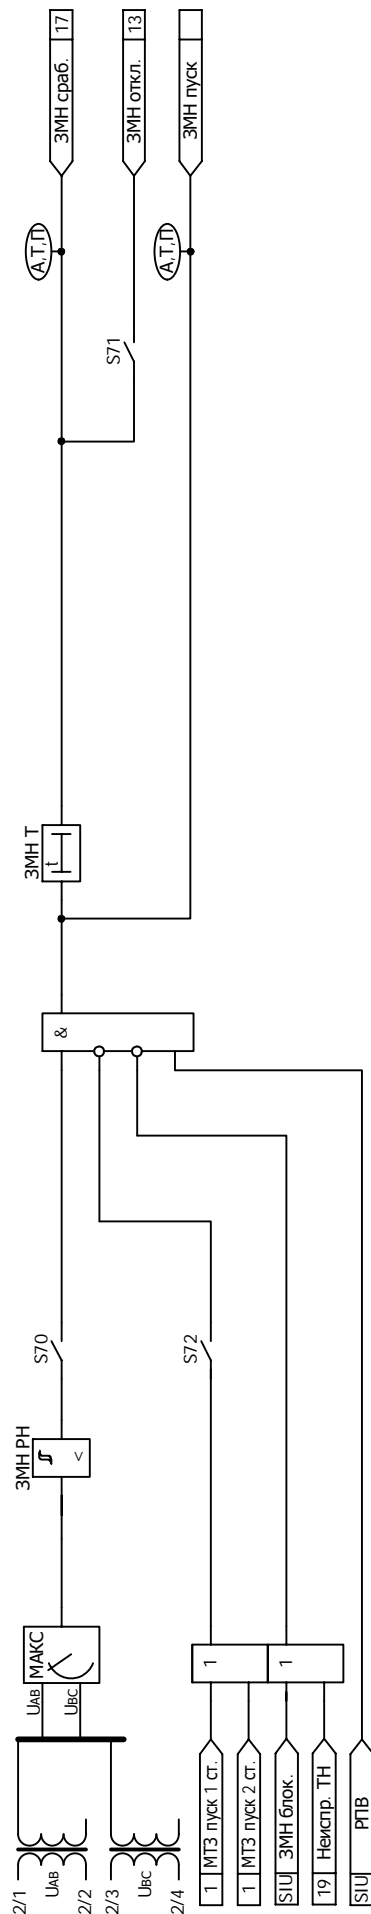 2/1
UAB
2/2
2/3
UBC
2/4
UAB
UBC
МАКС
ЗМН РН
<
S70
&
ЗМН Т
t
А,Т,П
ЗМН сраб. 17
S71
ЗМН откл. 13
А,Т,П
ЗМН пуск
1 МТЗ пуск 1 ст.
1 МТЗ пуск 2 ст.
1
S72
SIU ЗМН блок.
19 Неиспр. ТН
1
SIU РПВ